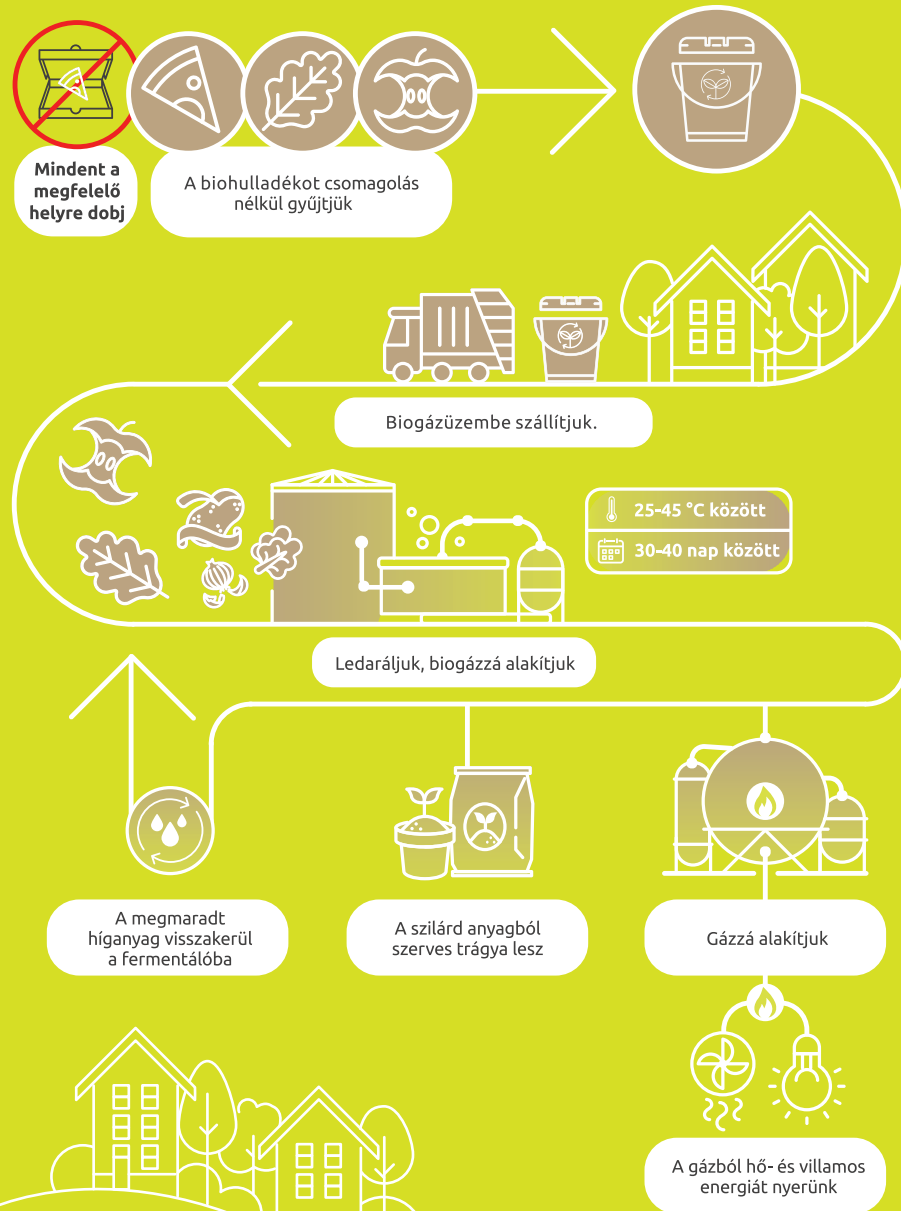 Mindent a
megfelelő
helyre dobj
A biohulladékot csomagolás
nélkül gyűjtjük
Biogázüzembe szállítjuk.
25-45 °C között
30-40 nap között
Ledaráljuk, biogázzá alakítjuk
A megmaradt
híganyag visszakerül
a fermentálóba
A szilárd anyagból
szerves trágya lesz
Gázzá alakítjuk
A gázból hő- és villamos
energiát nyerünk